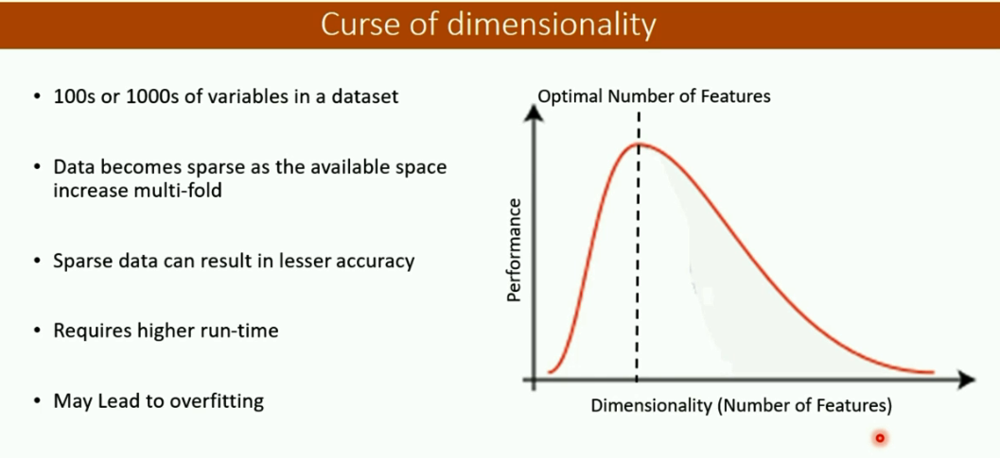 Curse of dimensionality
• 100s or 1000s of variables in a dataset
• Data becomes sparse as the available space
increase multi-fold
• Sparse data can result in lesser accuracy
• Requires higher run-time
• May Lead to overfitting
Optimal Number of Features
Performance
Dimensionality (Number of Features)